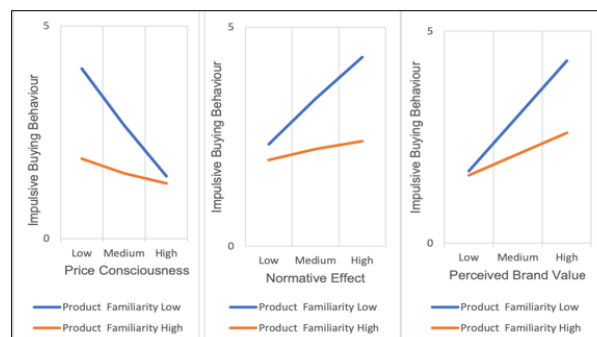 5
Impulsive Buying Behaviour
0
Low Medium High
Price Consciousness
Product Familiarity Low
Product Familiarity High
5
Impulsive Buying Behaviour
0
Low Medium High
Normative Effect
Product Familiarity Low
Product Familiarity High
5
Impulsive Buying Behaviour
0
Low Medium High
Perceived Brand Value
Product Familiarity Low
Product Familiarity High